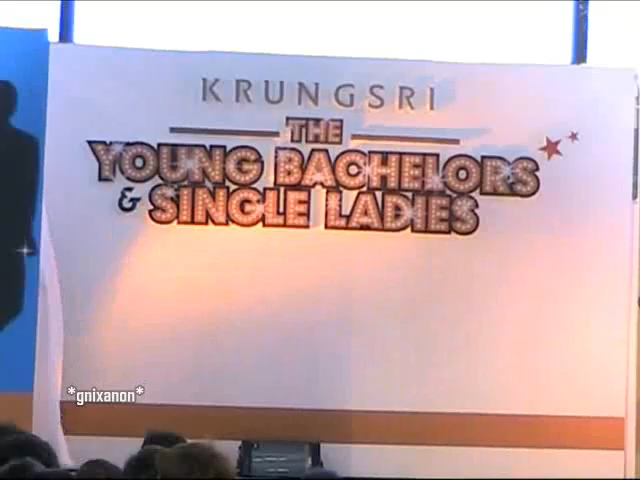 KRUNGSRI
THE
YOUNG BACHELORS
& SINGLE LADIES
*gnixanon*